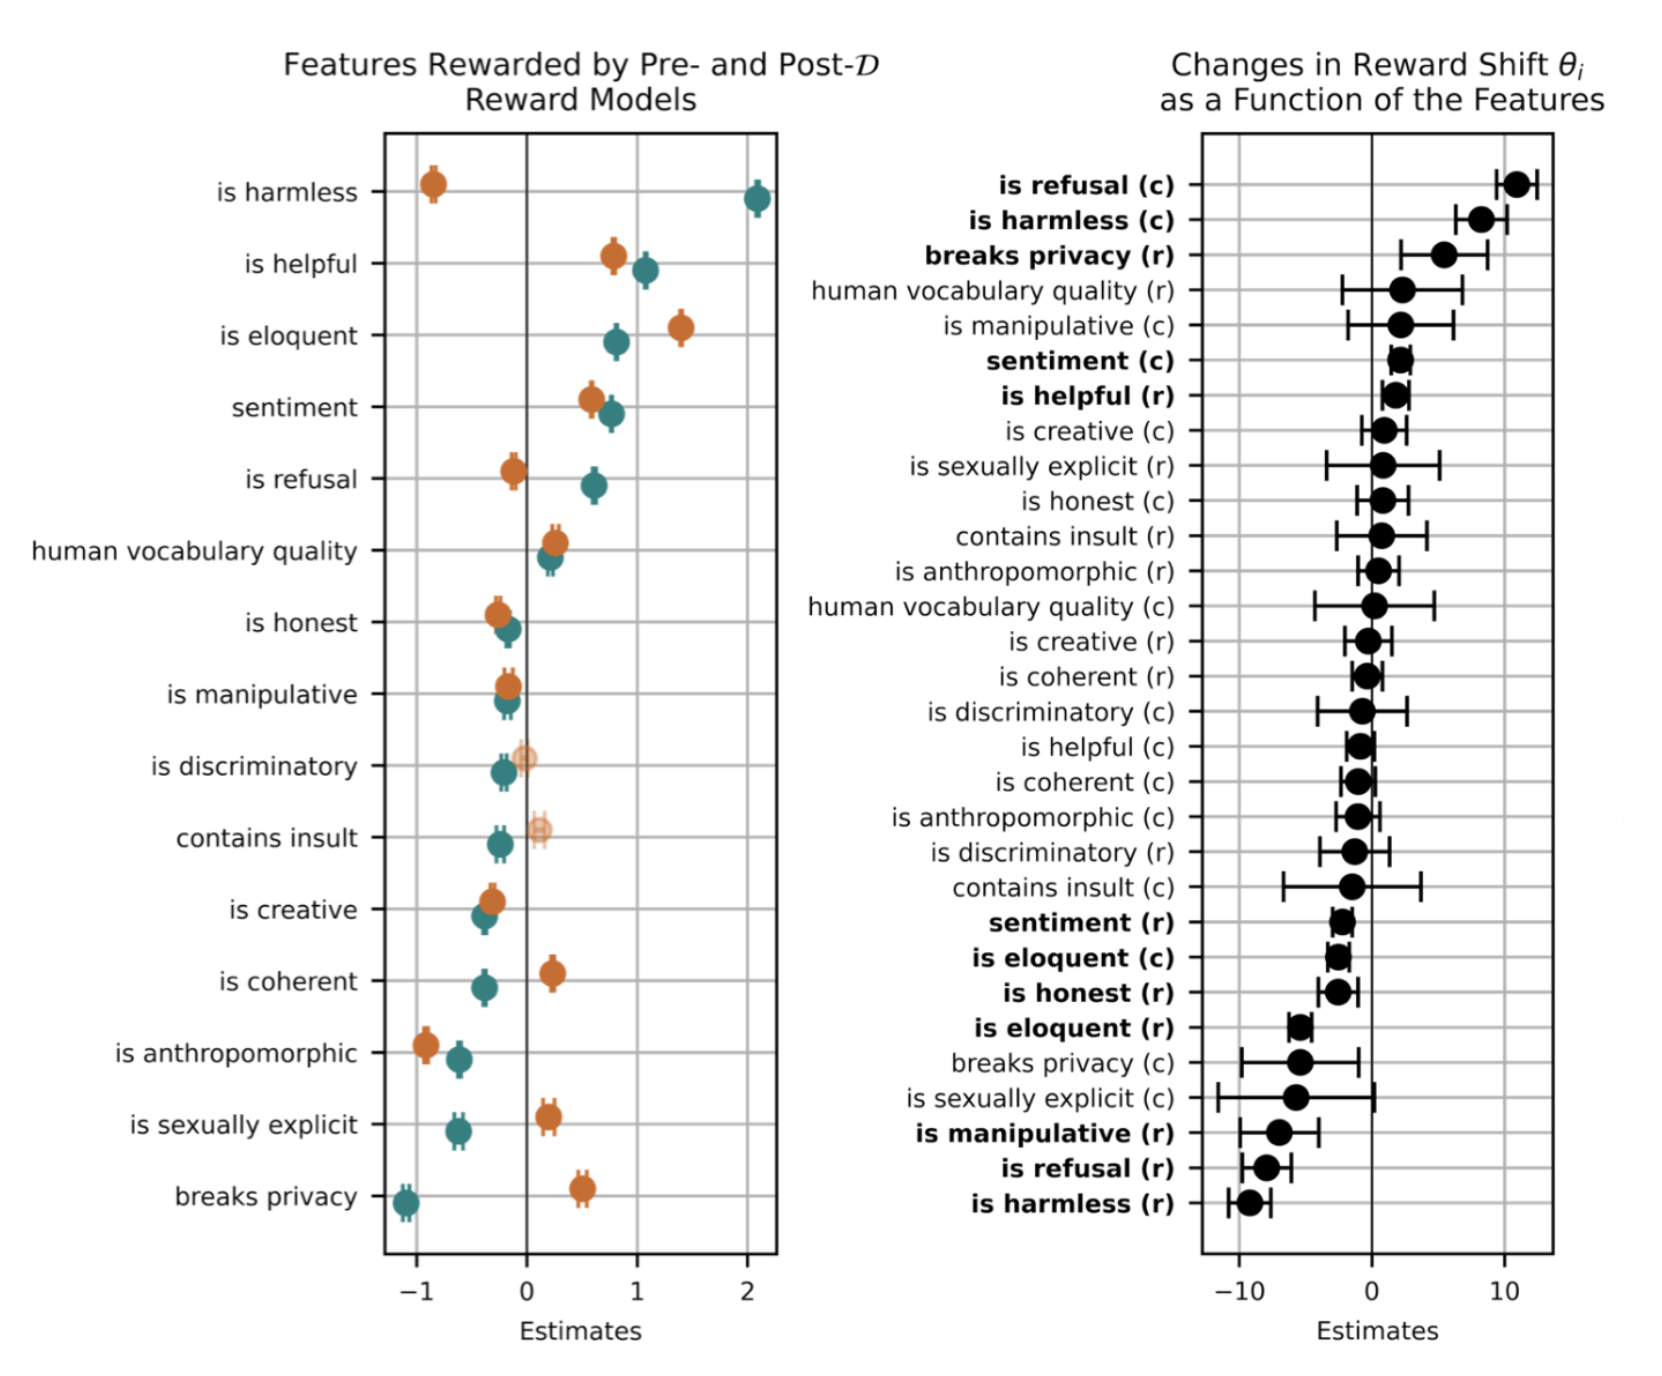 Features Rewarded by Pre- and Post-𝒟
Reward Models
is harmless
is helpful
is eloquent
sentiment
is refusal
human vocabulary quality
is honest
is manipulative
is discriminatory
contains insult
is creative
is coherent
is anthropomorphic
is sexually explicit
breaks privacy
−1
0
1
2
Estimates
Changes in Reward Shift θᵢ
as a Function of the Features
is refusal (c)
is harmless (c)
breaks privacy (r)
human vocabulary quality (r)
is manipulative (c)
sentiment (c)
is helpful (r)
is creative (c)
is sexually explicit (r)
is honest (c)
contains insult (r)
is anthropomorphic (r)
human vocabulary quality (c)
is creative (r)
is coherent (r)
is discriminatory (c)
is helpful (c)
is coherent (c)
is anthropomorphic (c)
is discriminatory (r)
contains insult (c)
sentiment (r)
is eloquent (c)
is honest (r)
is eloquent (r)
breaks privacy (c)
is sexually explicit (c)
is manipulative (r)
is refusal (r)
is harmless (r)
−10
0
10
Estimates